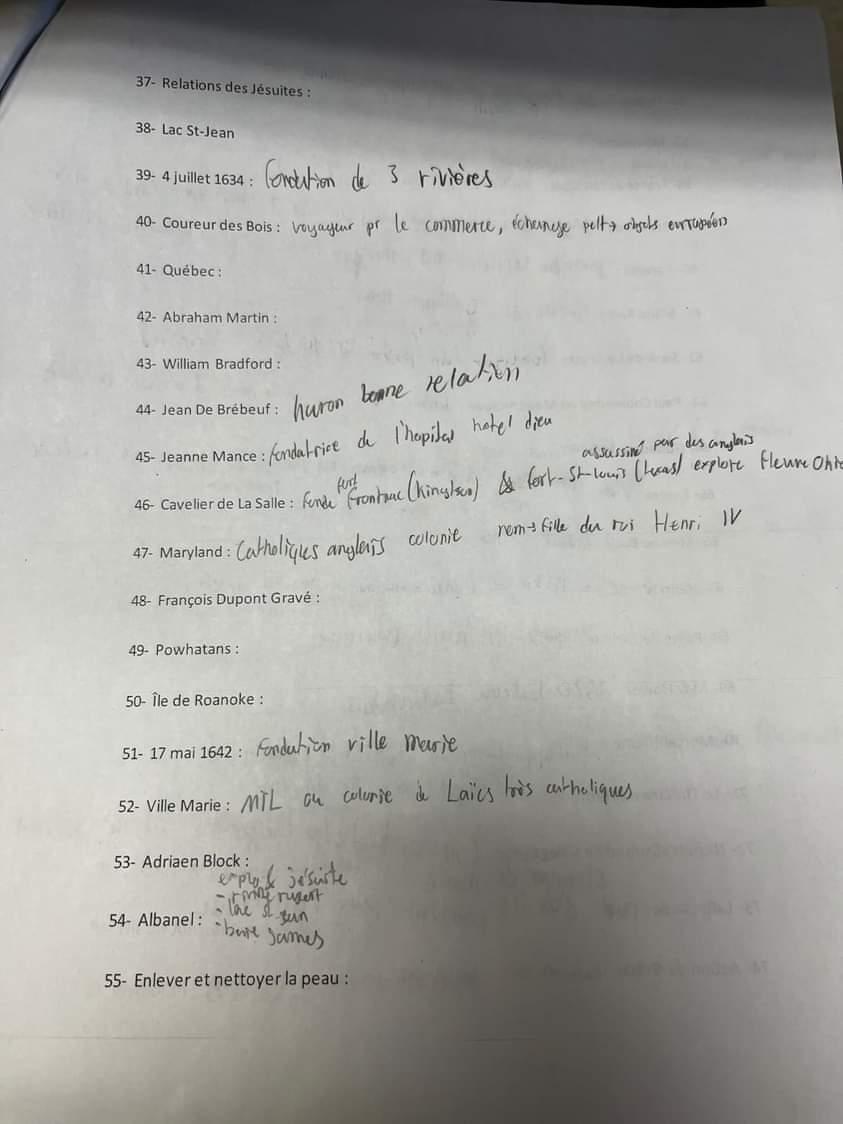 37- Relations des Jésuites :
38- Lac St-Jean
39- 4 juillet 1634 : fondation de 3 rivières
40- Coureur des Bois : voyageur pr le commerce, échange pelt → objets européen
41- Québec :
42- Abraham Martin :
43- William Bradford :
44- Jean De Brébeuf : huron bonne relation
45- Jeanne Mance : fondatrice de l'hopital hotel dieu
assassiné par des anglais
fort
46- Cavelier de La Salle : fonde Frontnac (Kingston) & fort-St-louis (texas) explore fleuve Ohio
47- Maryland : Catholiques anglais colonie nom → fille du roi Henri IV
48- François Dupont Gravé :
49- Powhatans :
50- Île de Roanoke :
51- 17 mai 1642 : fondation ville marie
52- Ville Marie : MTL ou colonie de Laïcs très catholiques
53- Adriaen Block :
jésuite
- rivière rupert
- lac st jean
54- Albanel :
- baie james
55- Enlever et nettoyer la peau :